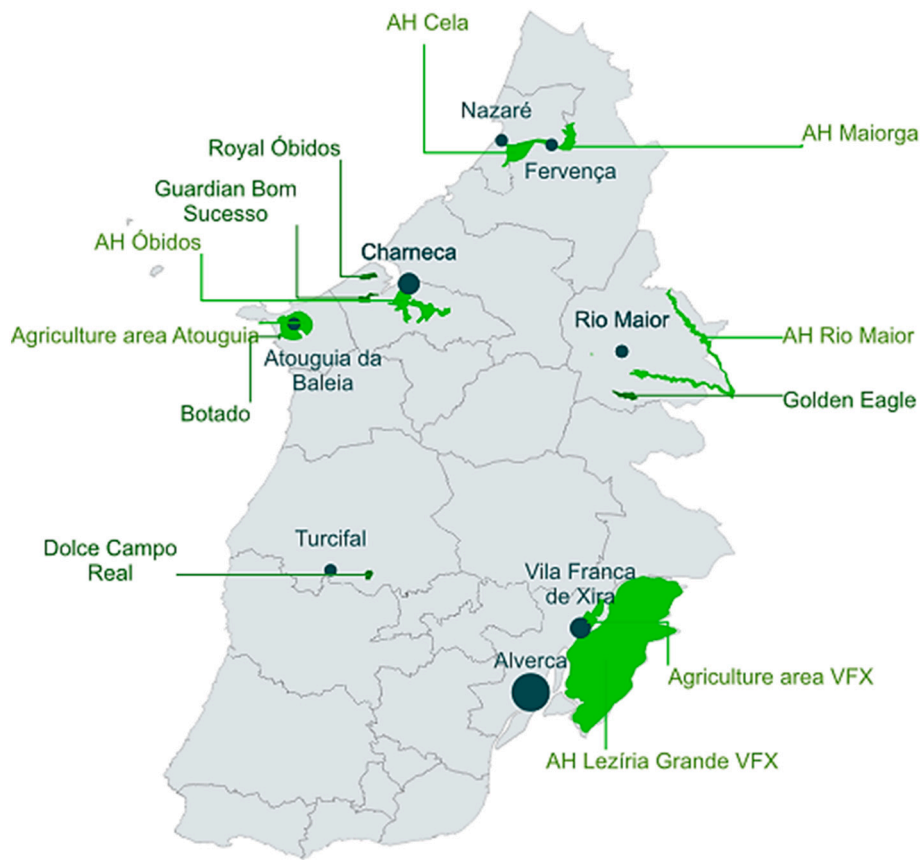 AH Cela
Nazaré
AH Maiorga
Royal Óbidos
Fervença
Guardian Bom
Sucesso
AH Óbidos
Charneca
Rio Maior
Agriculture area Atouguia
AH Rio Maior
Atouguia da
Baleia
Botado
Golden Eagle
Turcifal
Dolce Campo
Real
Vila Franca
de Xira
Alverca
Agriculture area VFX
AH Lezíria Grande VFX